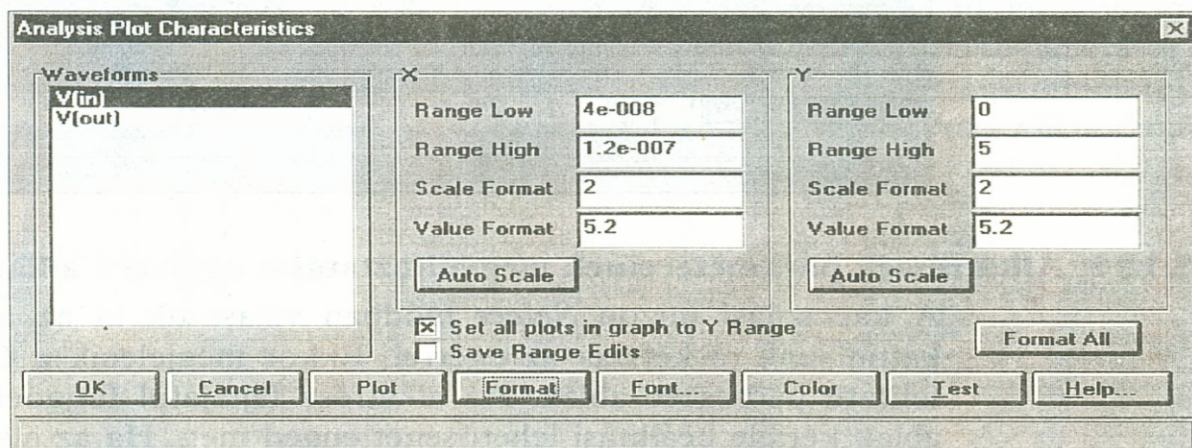 Analysis Plot Characteristics
Waveforms
V(in)
V(out)
X
Range Low 4e-008
Range High 1.2e-007
Scale Format 2
Value Format 5.2
Auto Scale
Y
Range Low 0
Range High 5
Scale Format 2
Value Format 5.2
Auto Scale
Set all plots in graph to Y Range
Save Range Edits
Format All
OK Cancel Plot Format Font... Color Test Help...